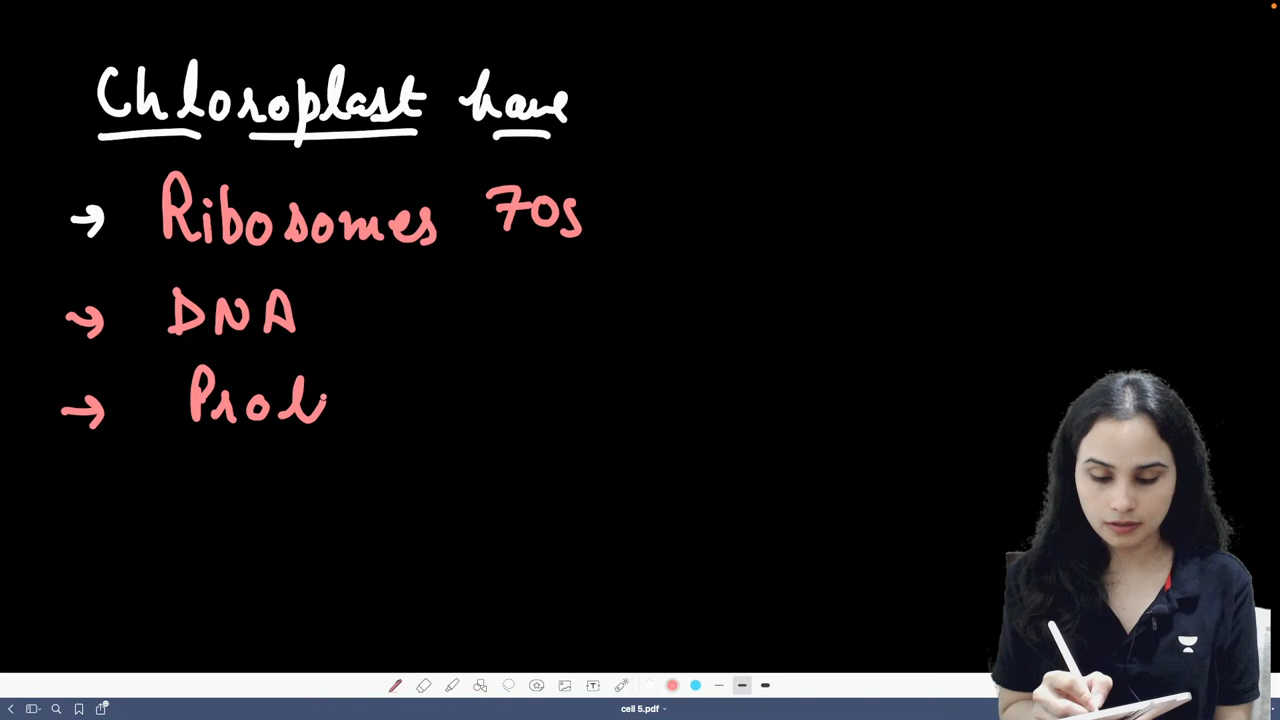 Chloroplast have
→ Ribosomes 70s
→ DNA
→ Prot
cell 5.pdf